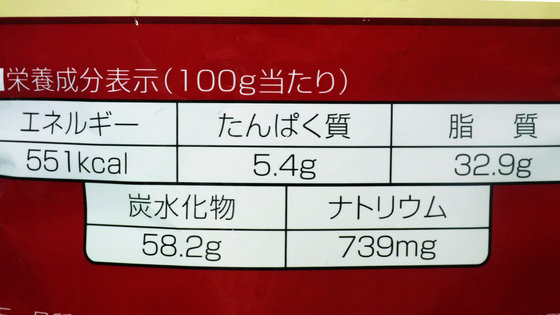 ■栄養成分表示(100g当たり)
エネルギー たんぱく質 脂質
551kcal 5.4g 32.9g
炭水化物 ナトリウム
58.2g 739mg